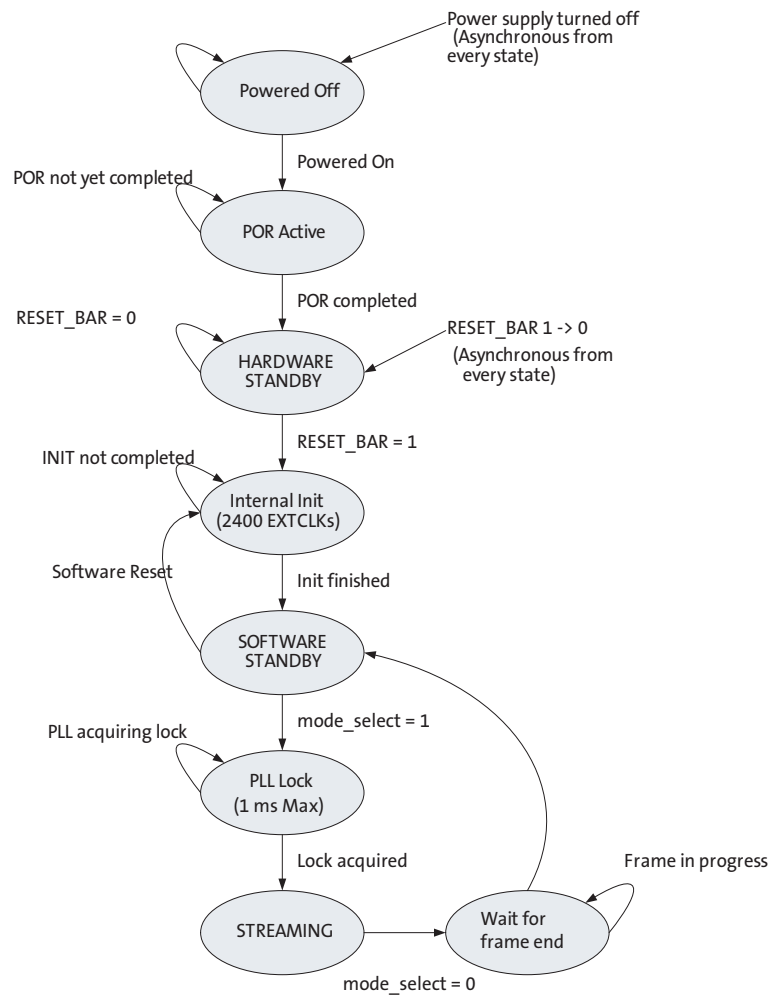 Power supply turned off
(Asynchronous from
every state)
Powered Off
Powered On
POR not yet completed
POR Active
POR completed
RESET_BAR = 0
RESET_BAR 1 -> 0
(Asynchronous from
every state)
HARDWARE
STANDBY
RESET_BAR = 1
INIT not completed
Internal Init
(2400 EXTCLKs)
Software Reset
Init finished
SOFTWARE
STANDBY
mode_select = 1
PLL acquiring lock
PLL Lock
(1 ms Max)
Lock acquired
Frame in progress
STREAMING
Wait for
frame end
mode_select = 0